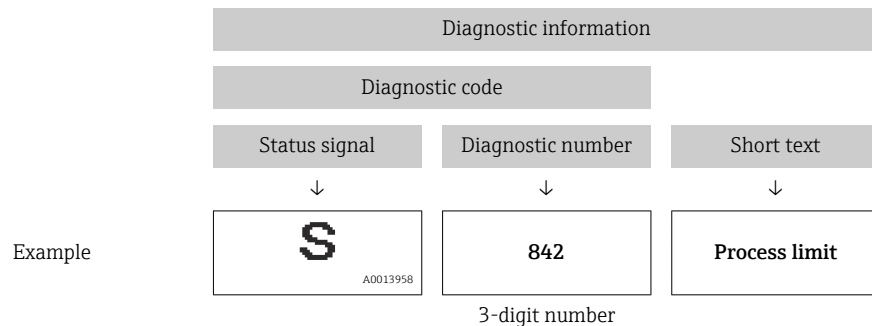 Diagnostic information
Diagnostic code
Status signal Diagnostic number Short text
↓ ↓ ↓
Example S 842 Process limit
A0013958
3-digit number